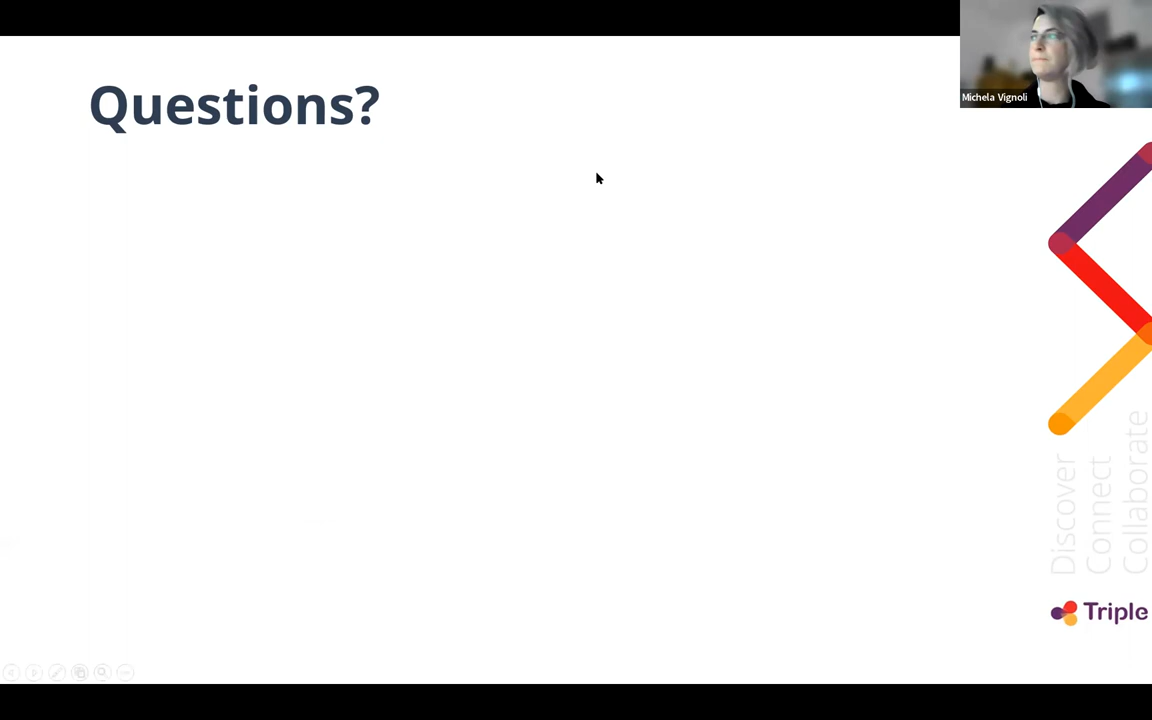 Questions?
Michela Vignoli
Discover
Connect
Collaborate
Triple